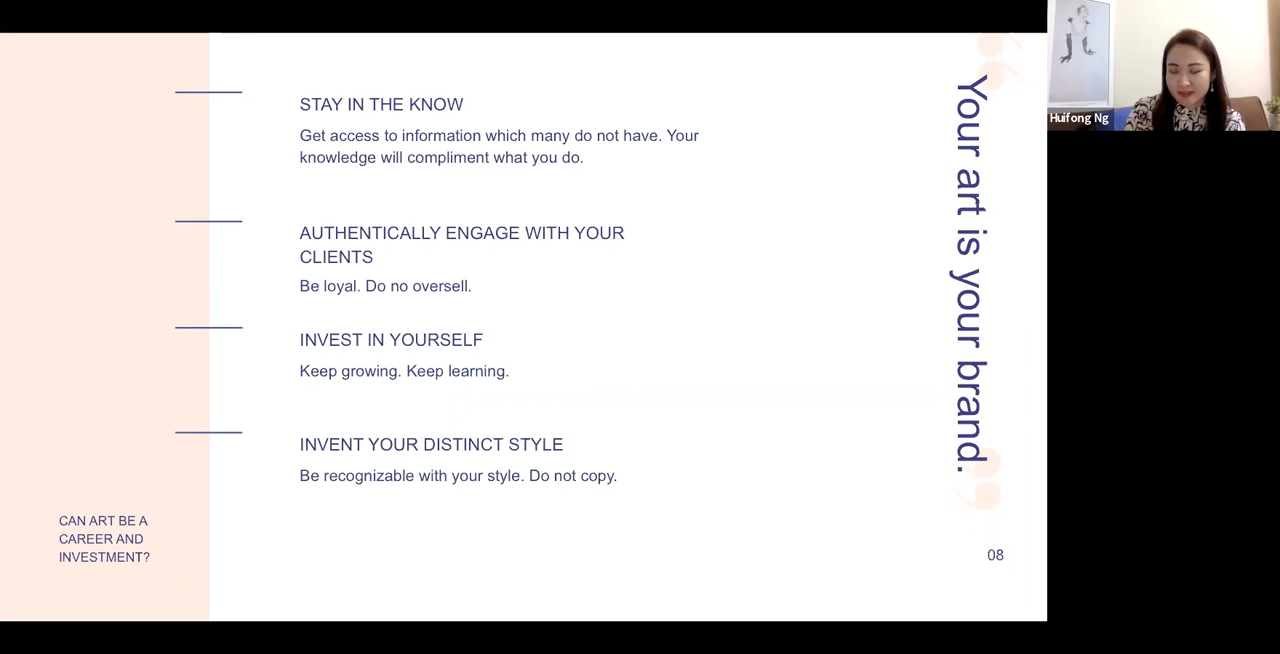 STAY IN THE KNOW
Get access to information which many do not have. Your
knowledge will compliment what you do.
AUTHENTICALLY ENGAGE WITH YOUR
CLIENTS
Be loyal. Do no oversell.
INVEST IN YOURSELF
Keep growing. Keep learning.
INVENT YOUR DISTINCT STYLE
Be recognizable with your style. Do not copy.
CAN ART BE A
CAREER AND
INVESTMENT?
“
Your art is your brand.
”
08
Huifong Ng